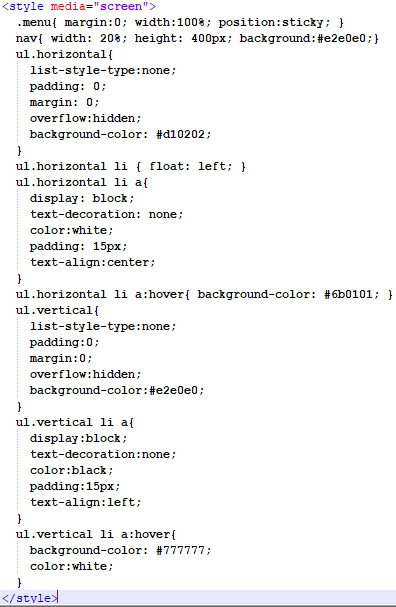 <style media="screen">
.menu{ margin:0; width:100%; position:sticky; }
nav{ width: 20%; height: 400px; background:#e2e0e0;}
ul.horizontal{
list-style-type:none;
padding: 0;
margin: 0;
overflow:hidden;
background-color: #d10202;
}
ul.horizontal li { float: left; }
ul.horizontal li a{
display: block;
text-decoration: none;
color:white;
padding: 15px;
text-align:center;
}
ul.horizontal li a:hover{ background-color: #6b0101; }
ul.vertical{
list-style-type:none;
padding:0;
margin:0;
overflow:hidden;
background-color:#e2e0e0;
}
ul.vertical li a{
display:block;
text-decoration:none;
color:black;
padding:15px;
text-align:left;
}
ul.vertical li a:hover{
background-color: #777777;
color:white;
}
</style>